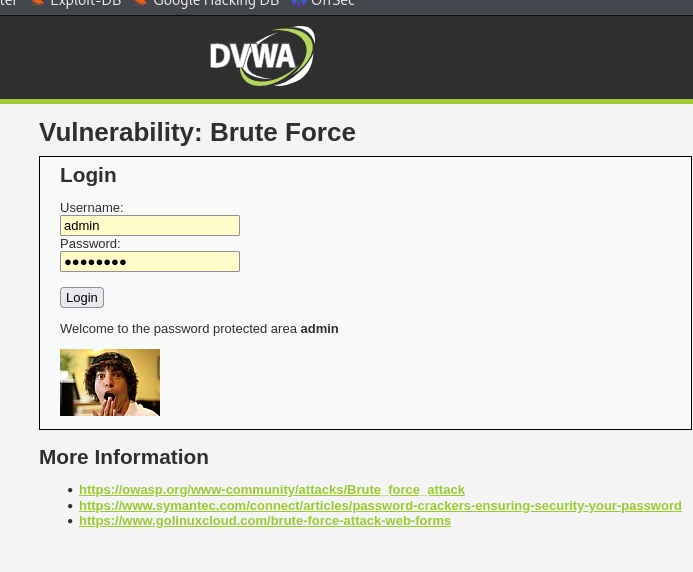 Exploit-DB Google Hacking DB OffSec
DVWA
Vulnerability: Brute Force
Login
Username:
admin
Password:
●●●●●●●●
Login
Welcome to the password protected area admin
More Information
https://owasp.org/www-community/attacks/Brute_force_attack
https://www.symantec.com/connect/articles/password-crackers-ensuring-security-your-password
https://www.golinuxcloud.com/brute-force-attack-web-forms